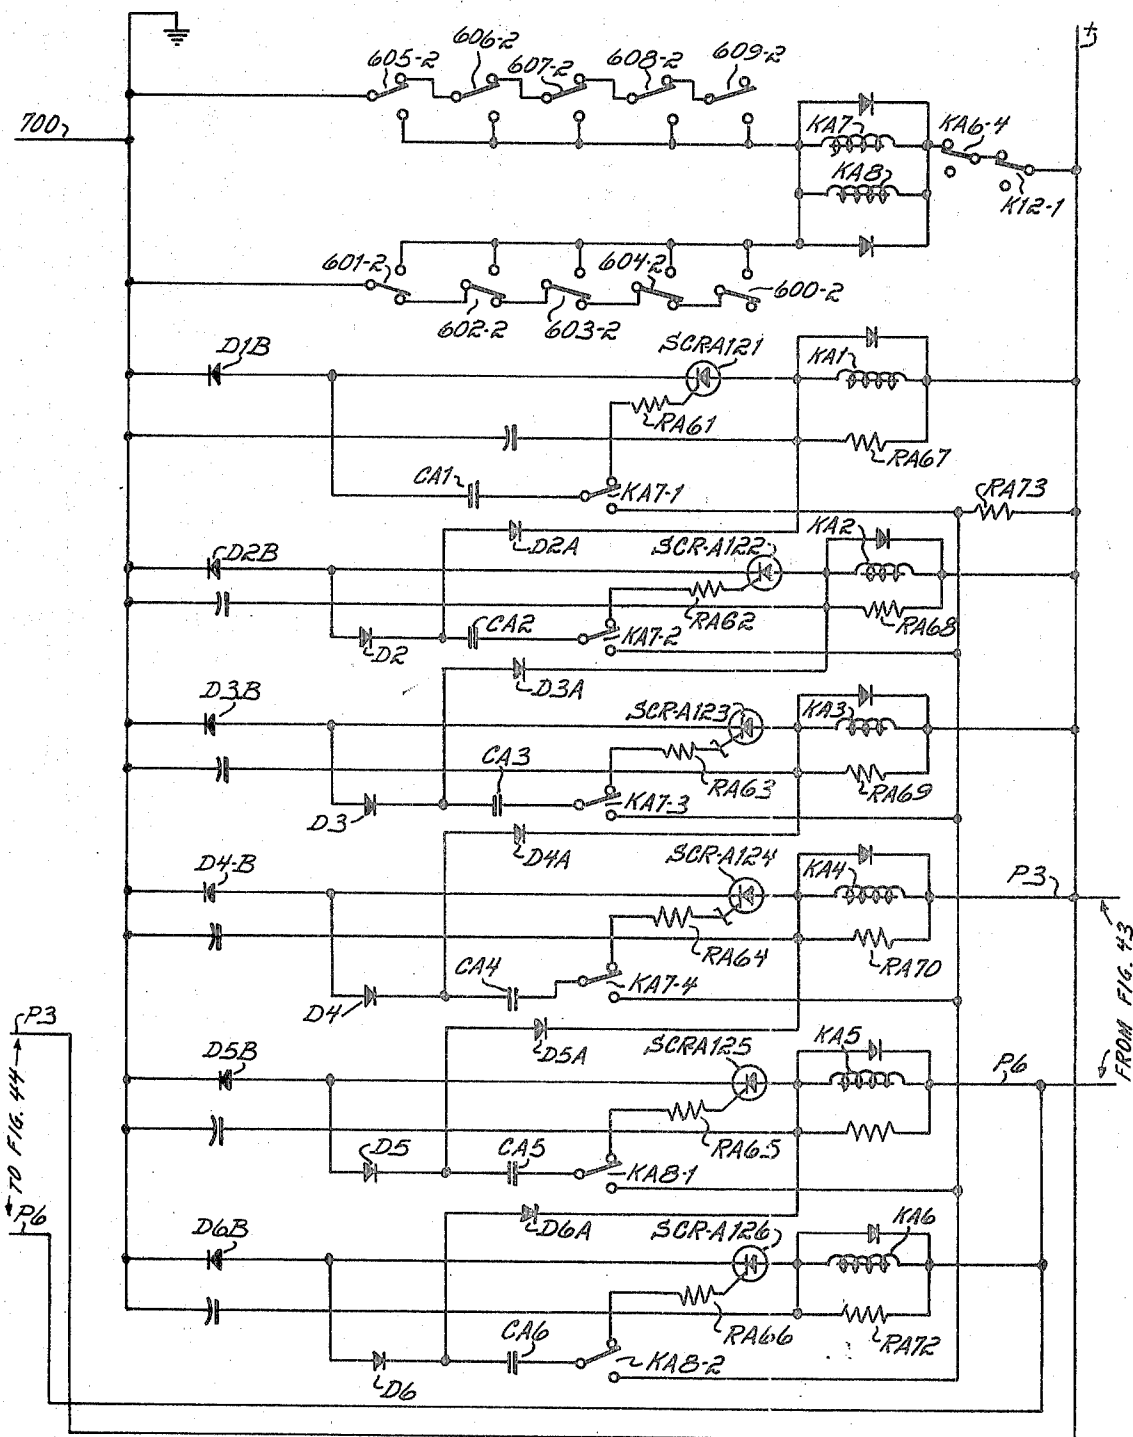 +
605-2
606-2
607-2
608-2
609-2
700
KA7
KA6-4
KA8
K12-1
601-2
602-2
603-2
604-2
600-2
D1B
SCRA121
KA1
RA61
RA67
CA1
KA7-1
RA73
D2A
KA2
D2B
SCR-A122
RA62
RA68
CA2
D2
KA7-2
D3A
D3B
SCR-A123
KA3
CA3
RA63
RA69
D3
KA7-3
D4A
D4-B
SCR-A124
KA4
P3
RA64
RA70
CA4
D4
KA7-4
FROM FIG. 43
P3
D5A
D5B
SCRA125
KA5
P6
TO FIG. 44
D5
CA5
RA65
KA8-1
P6
D6A
D6B
SCR-A126
KA6
RA66
RA72
CA6
D6
KA8-2